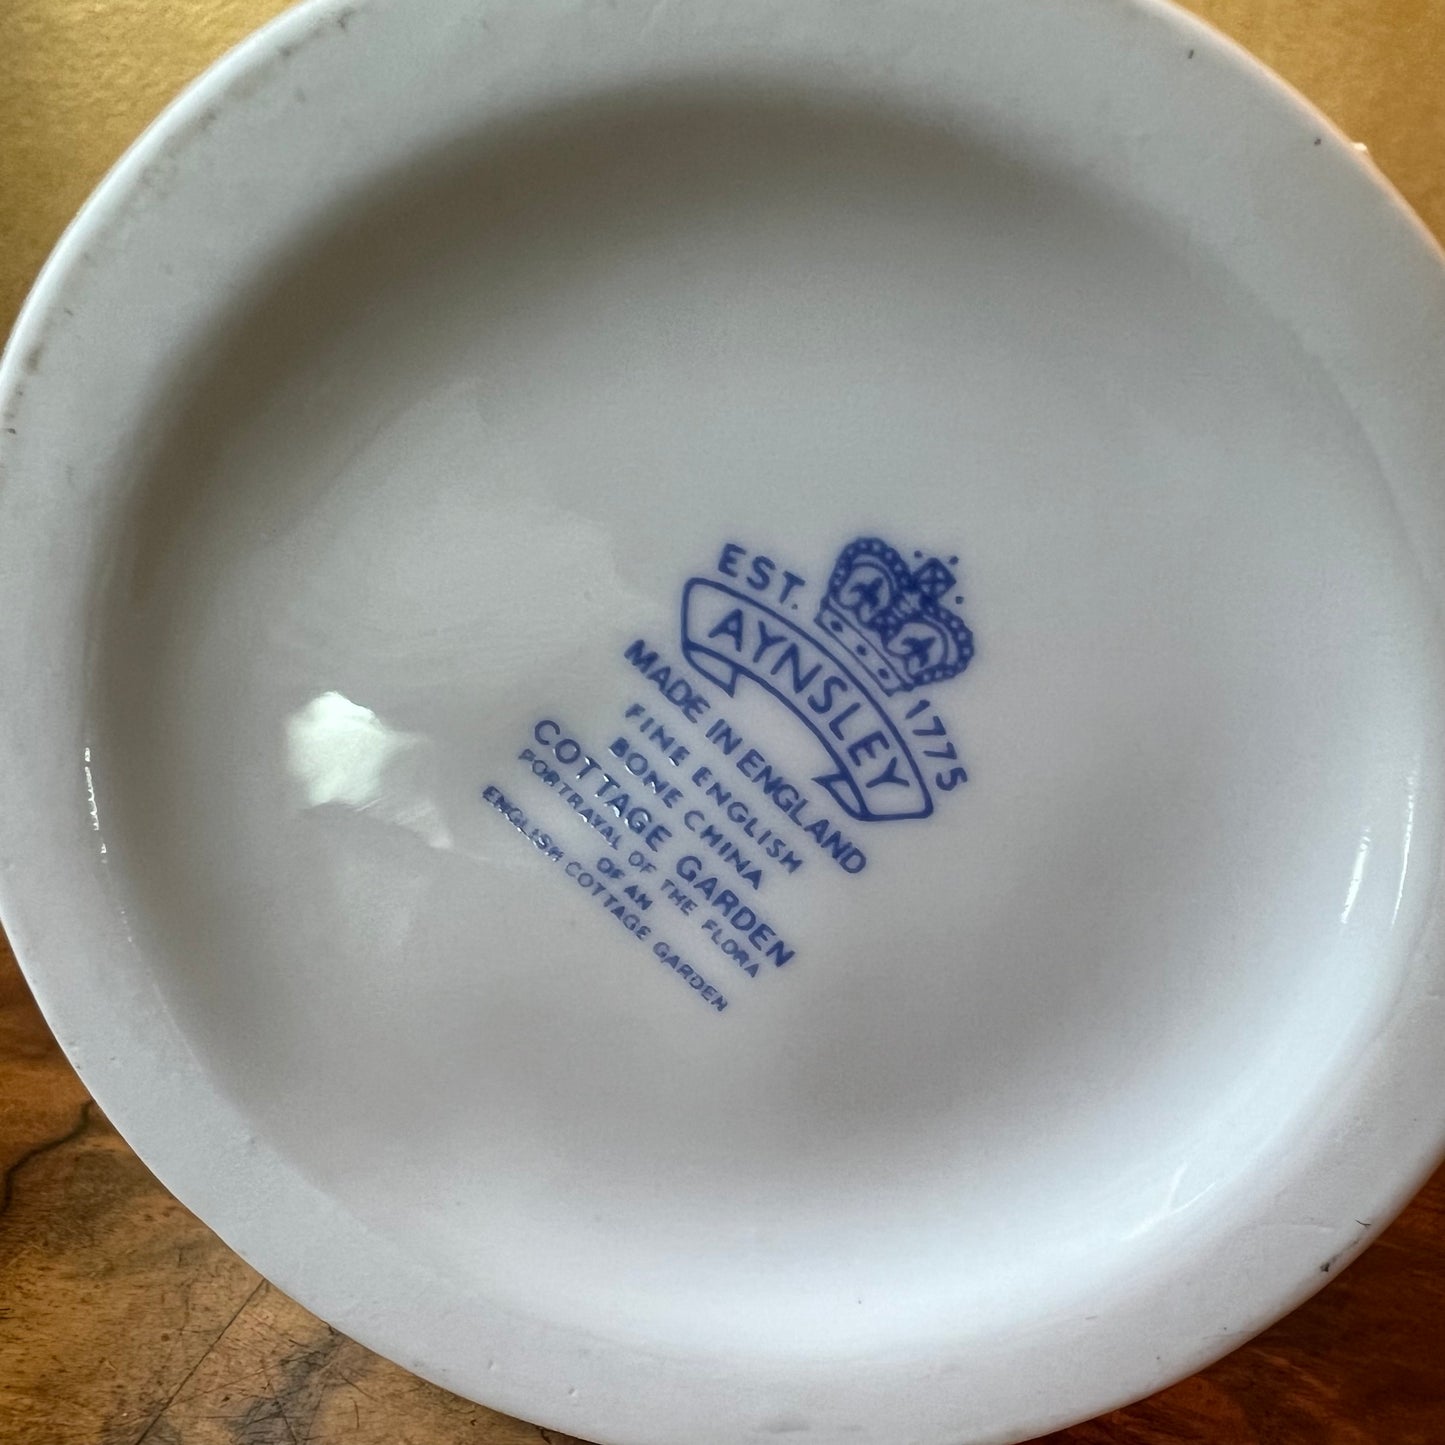 EST. 1775
AYNSLEY
MADE IN ENGLAND
FINE ENGLISH
BONE CHINA
COTTAGE GARDEN
PORTRAYAL OF THE FLORA
OF AN
ENGLISH COTTAGE GARDEN